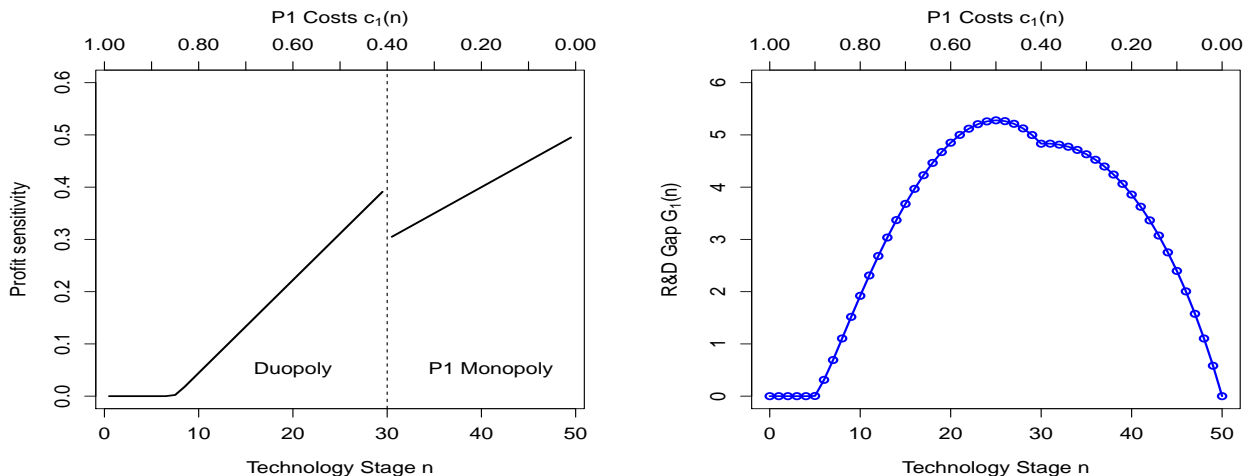 P1 Costs c₁(n)
1.00 0.80 0.60 0.40 0.20 0.00
Profit sensitivity
0.6
0.5
0.4
0.3
0.2
0.1
0.0
Duopoly
P1 Monopoly
0 10 20 30 40 50
Technology Stage n
P1 Costs c₁(n)
1.00 0.80 0.60 0.40 0.20 0.00
R&D Gap G₁(n)
6
5
4
3
2
1
0
0 10 20 30 40 50
Technology Stage n